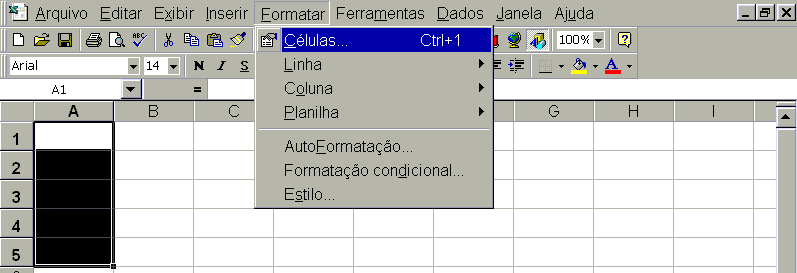 Arquivo Editar Exibir Inserir Formatar Ferramentas Dados Janela Ajuda
100%
Arial 14 N I S
A1 =
Células... Ctrl+1
Linha
Coluna
Planilha
AutoFormatação...
Formatação condicional...
Estilo...
A B C G H I
1
2
3
4
5